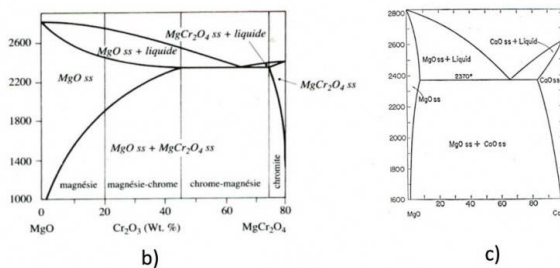 2600
2200
1800
1400
1000
MgO ss + liquide
MgCr2O4 ss + liquide
MgO ss
MgCr2O4 ss
MgO ss + MgCr2O4 ss
magnésie
magnésie-chrome
chrome-magnésie
chromite
0 20 40 60 80
MgO Cr2O3 (Wt. %) MgCr2O4
b)
2800
2600
2400
2200
2000
1800
1600
MgO ss + Liquid
CaO ss + Liquid
2370°
MgO ss
CaO ss
MgO ss + CaO ss
MgO 20 40 60 80
c)